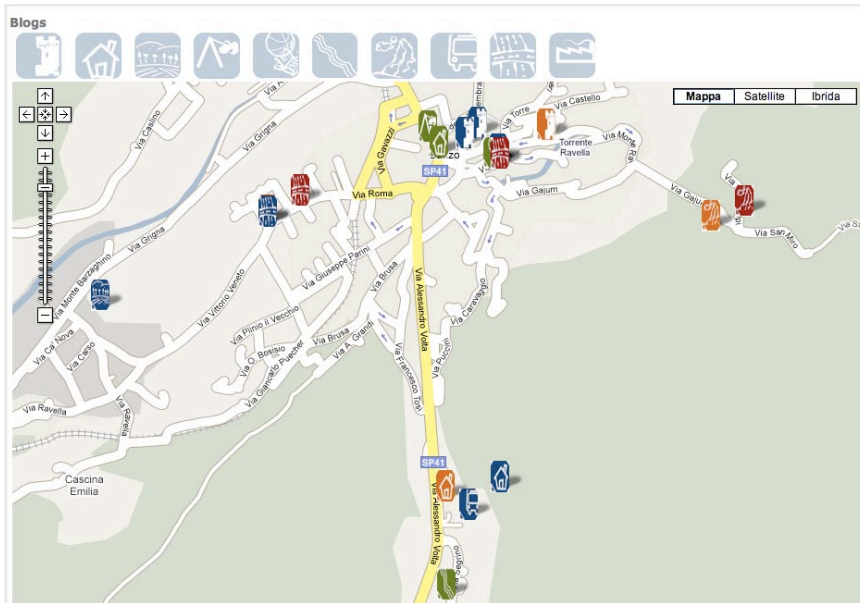 Blogs
Mappa
Satellite
Ibrida
Via Castello
Via Torre
Via Caslino
Via Grigna
Via Gavazzi
Torrente
Ravella
Via Monte Rai
SP41
Via Roma
Via Gajum
Via Gaju
Via San Miro
Via Grigna
Via Monte Barzaghino
Via Giuseppe Parini
Via Brusa
Via Vittorio Veneto
Via Alessandro Volta
Via Caravaggio
Via Plinio il Vecchio
Via Brusa
Via A. Grandi
Via Ca' Nova
Via Carso
Via O. Bosisio
Via Giancarlo Puecher
Via Francesco Tosi
Via Puccini
Via Ravella
Via Ravella
SP41
Cascina
Emilia
Via Alessandro Volta